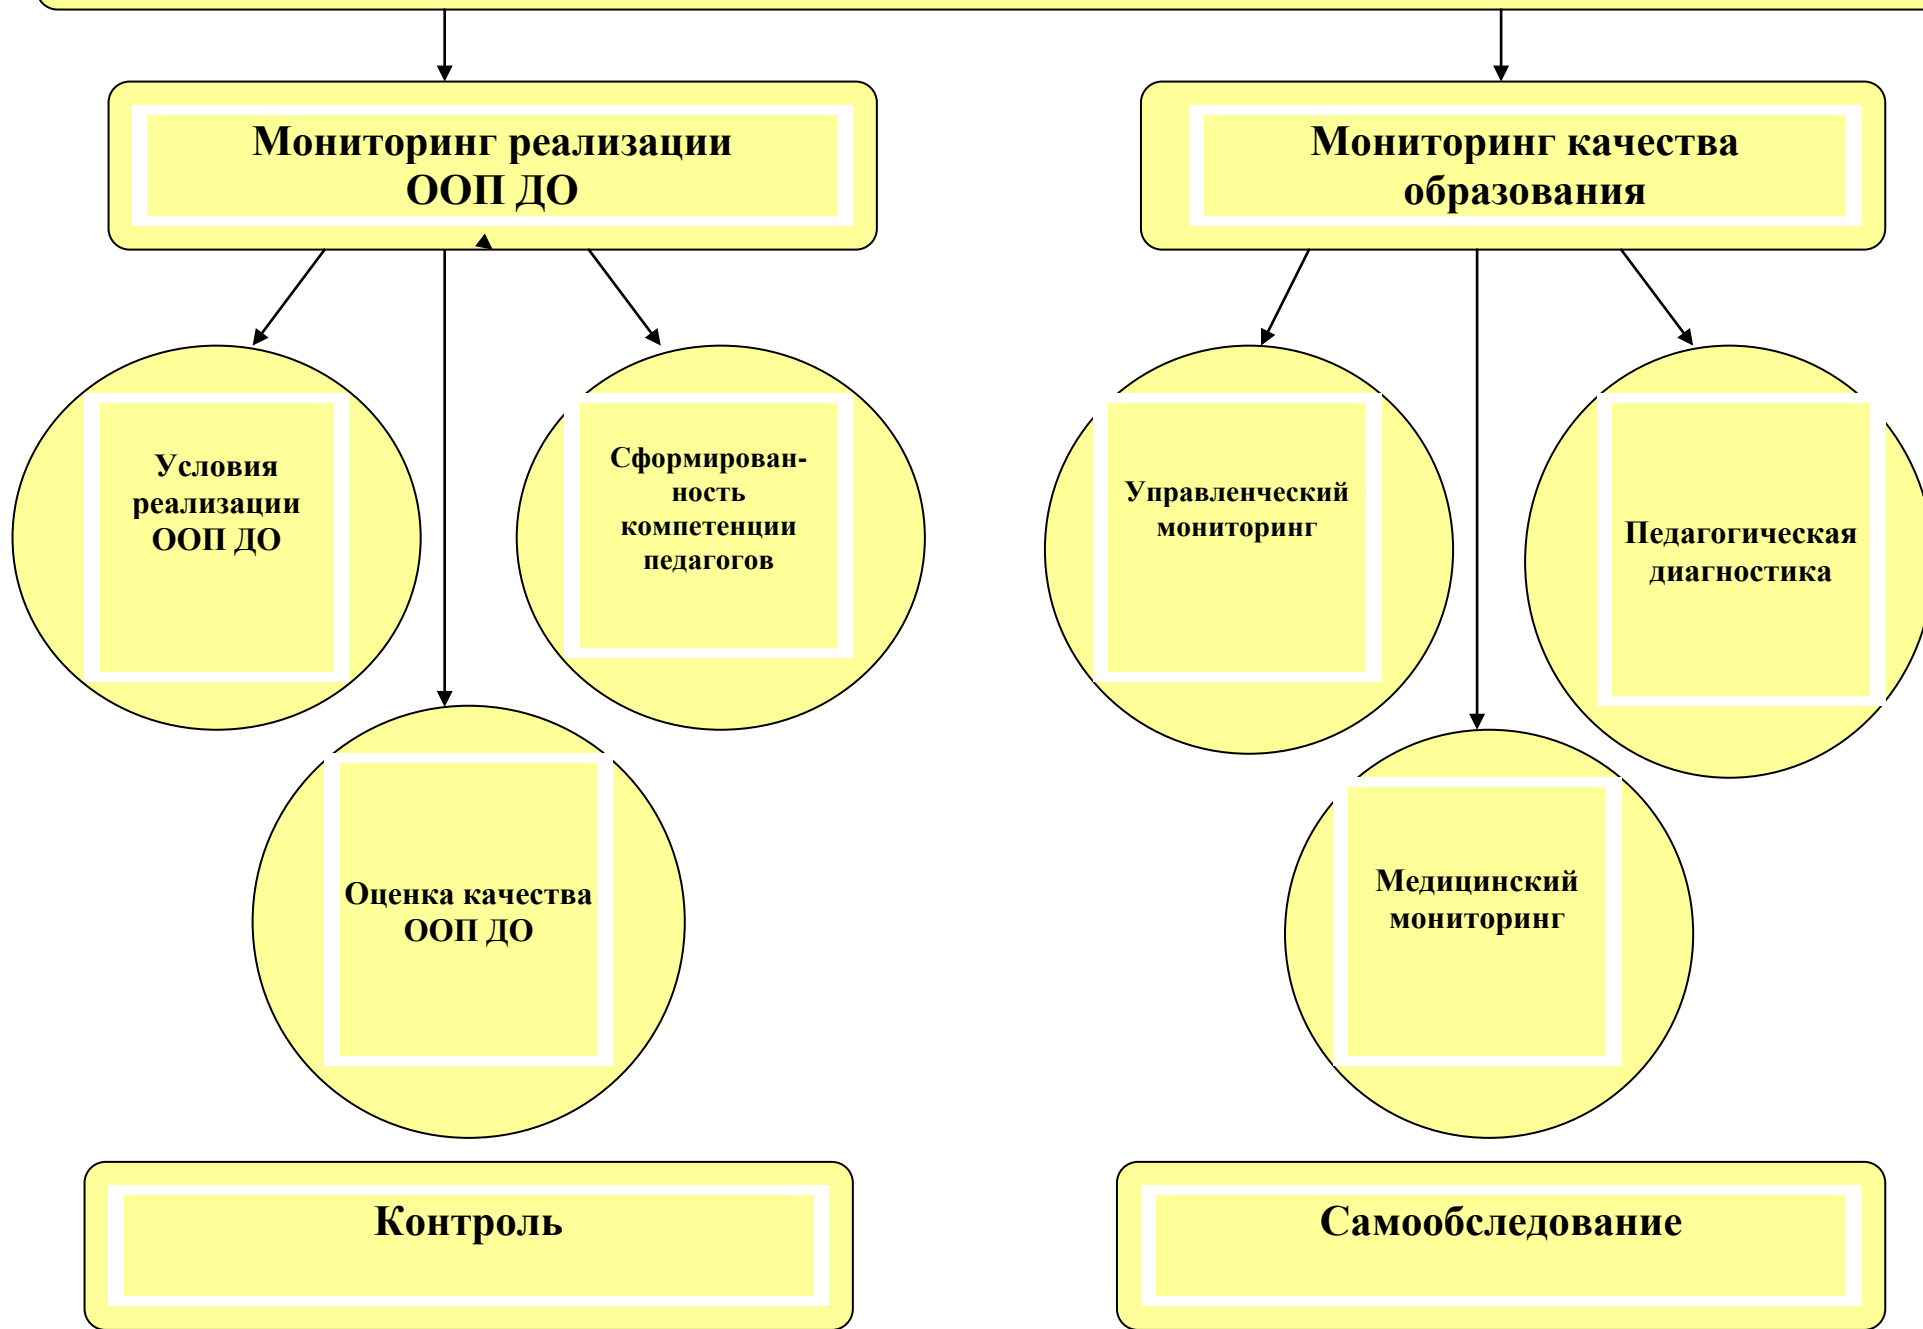 Мониторинг реализации
ООП ДО
Мониторинг качества
образования
Условия
реализации
ООП ДО
Сформирован-
ность
компетенции
педагогов
Управленческий
мониторинг
Педагогическая
диагностика
Оценка качества
ООП ДО
Медицинский
мониторинг
Контроль
Самообследование